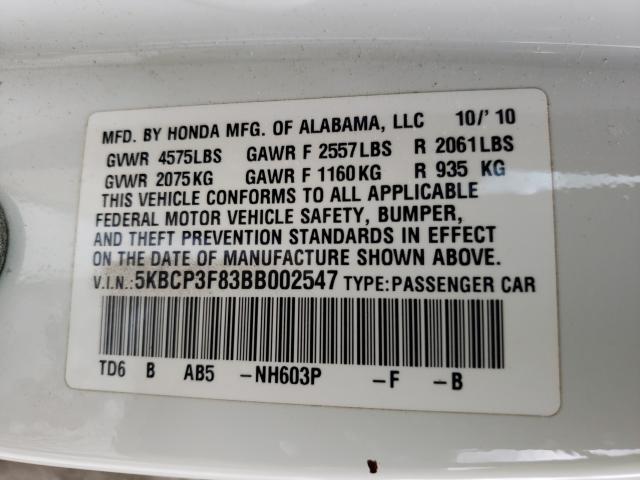 MFD. BY HONDA MFG. OF ALABAMA, LLC 10/'10
GVWR 4575LBS GAWR F 2557LBS R 2061LBS
GVWR 2075KG GAWR F 1160KG R 935 KG
THIS VEHICLE CONFORMS TO ALL APPLICABLE
FEDERAL MOTOR VEHICLE SAFETY, BUMPER,
AND THEFT PREVENTION STANDARDS IN EFFECT
ON THE DATE OF MANUFACTURE SHOWN ABOVE.
V.I.N.: 5KBCP3F83BB002547 TYPE: PASSENGER CAR
TD6 B AB5 -NH603P -F -B